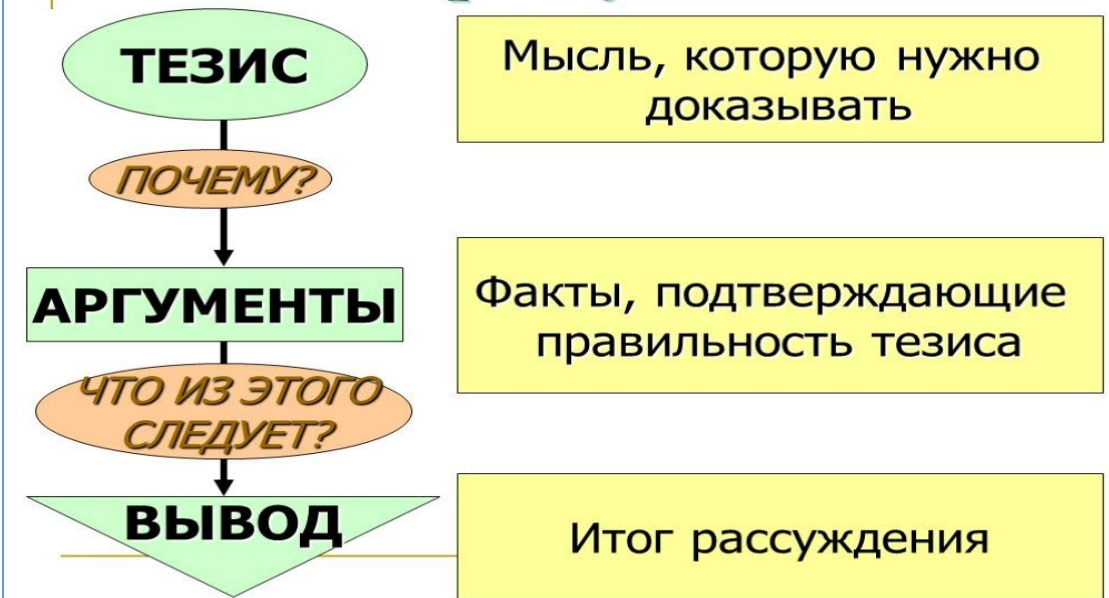 ТЕЗИС
Мысль, которую нужно
доказывать
ПОЧЕМУ?
АРГУМЕНТЫ
Факты, подтверждающие
правильность тезиса
ЧТО ИЗ ЭТОГО
СЛЕДУЕТ?
ВЫВОД
Итог рассуждения